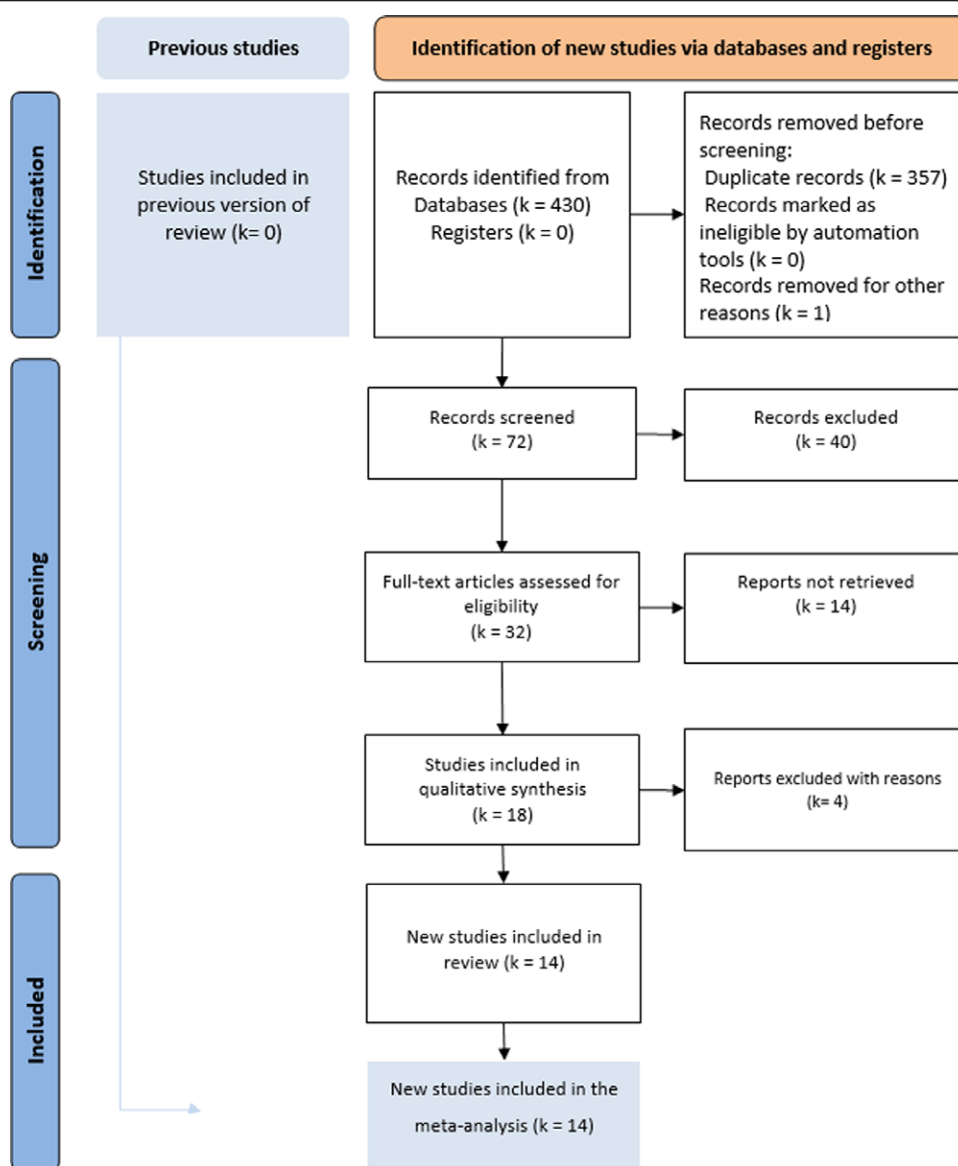 Previous studies
Identification of new studies via databases and registers
Identification
Studies included in
previous version of
review (k= 0)
Records identified from
Databases (k = 430)
Registers (k = 0)
Records removed before
screening:
Duplicate records (k = 357)
Records marked as
ineligible by automation
tools (k = 0)
Records removed for other
reasons (k = 1)
Screening
Records screened
(k = 72)
Records excluded
(k = 40)
Full-text articles assessed for
eligibility
(k = 32)
Reports not retrieved
(k = 14)
Studies included in
qualitative synthesis
(k = 18)
Reports excluded with reasons
(k= 4)
Included
New studies included in
review (k = 14)
New studies included in the
meta-analysis (k = 14)